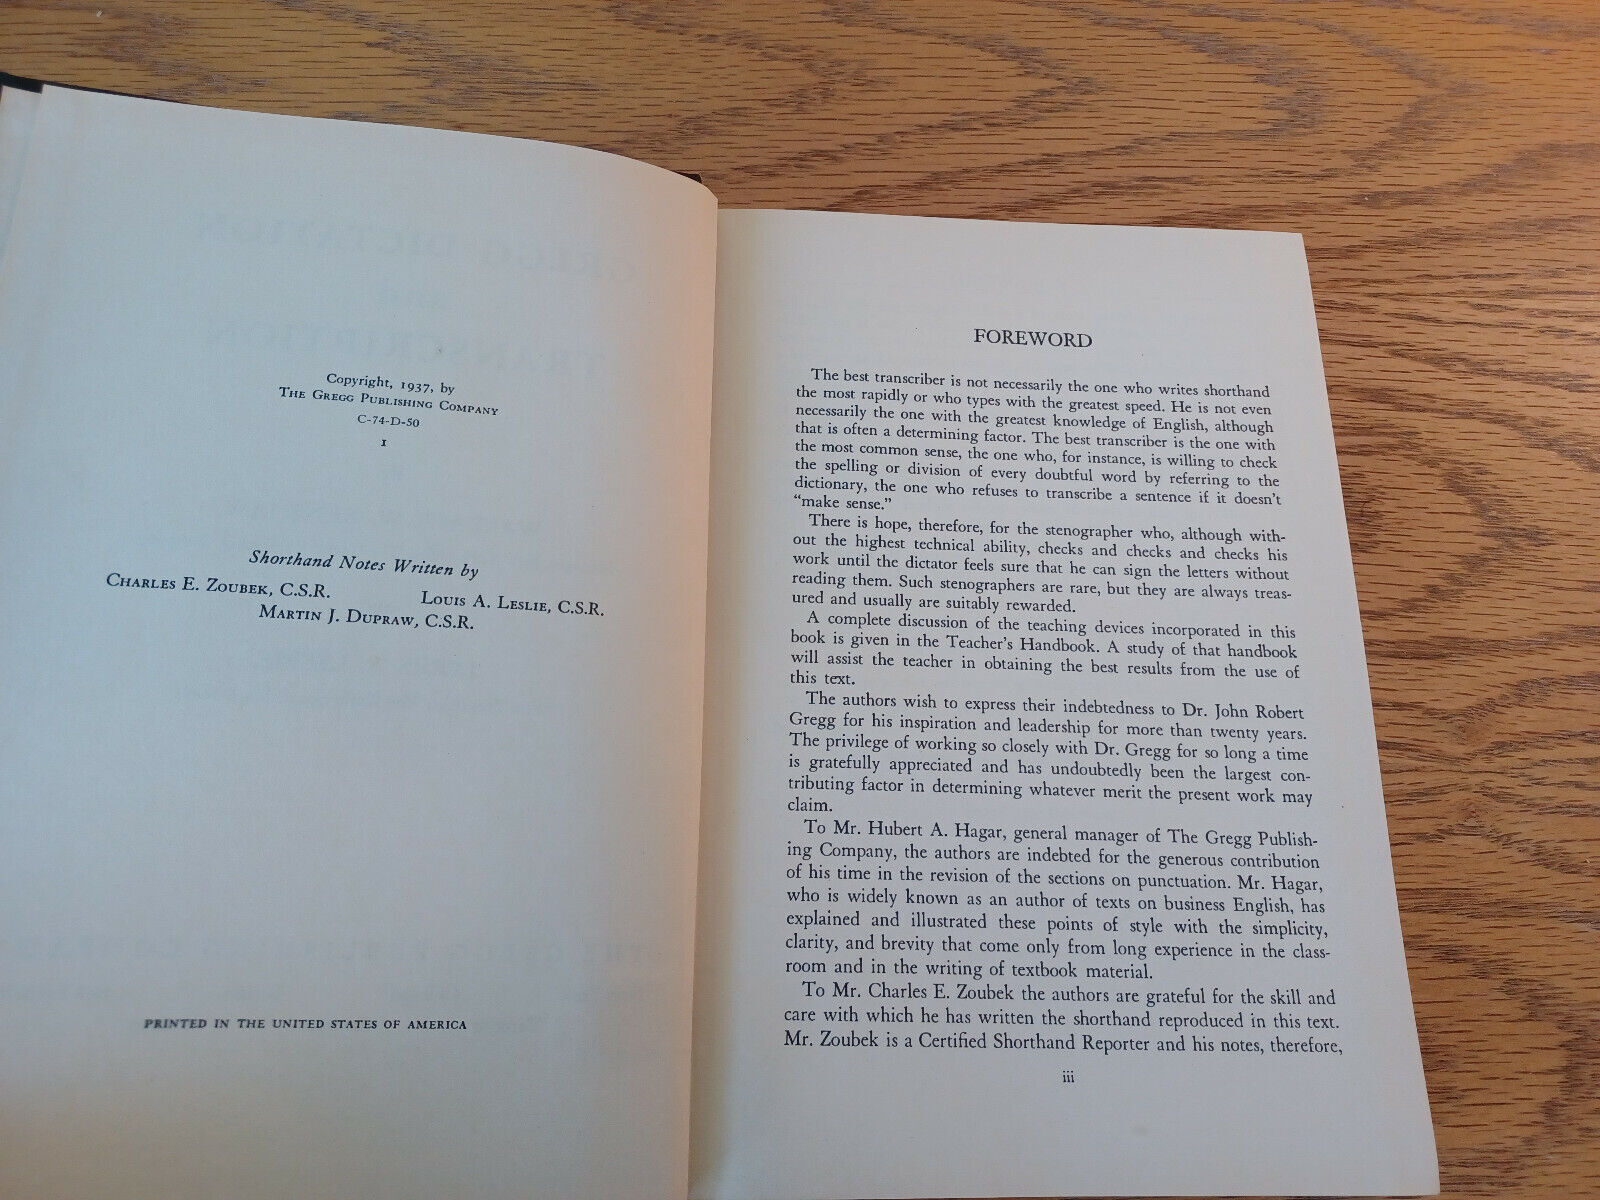 Copyright, 1937, by
The Gregg Publishing Company
C-74-D-50
1
Shorthand Notes Written by
Charles E. Zoubek, C.S.R. Louis A. Leslie, C.S.R.
Martin J. Dupraw, C.S.R.
PRINTED IN THE UNITED STATES OF AMERICA
FOREWORD
The best transcriber is not necessarily the one who writes shorthand
the most rapidly or who types with the greatest speed. He is not even
necessarily the one with the greatest knowledge of English, although
that is often a determining factor. The best transcriber is the one with
the most common sense, the one who, for instance, is willing to check
the spelling or division of every doubtful word by referring to the
dictionary, the one who refuses to transcribe a sentence if it doesn't
“make sense.”
There is hope, therefore, for the stenographer who, although with-
out the highest technical ability, checks and checks and checks his
work until the dictator feels sure that he can sign the letters without
reading them. Such stenographers are rare, but they are always treas-
ured and usually are suitably rewarded.
A complete discussion of the teaching devices incorporated in this
book is given in the Teacher's Handbook. A study of that handbook
will assist the teacher in obtaining the best results from the use of
this text.
The authors wish to express their indebtedness to Dr. John Robert
Gregg for his inspiration and leadership for more than twenty years.
The privilege of working so closely with Dr. Gregg for so long a time
is gratefully appreciated and has undoubtedly been the largest con-
tributing factor in determining whatever merit the present work may
claim.
To Mr. Hubert A. Hagar, general manager of The Gregg Publish-
ing Company, the authors are indebted for the generous contribution
of his time in the revision of the sections on punctuation. Mr. Hagar,
who is widely known as an author of texts on business English, has
explained and illustrated these points of style with the simplicity,
clarity, and brevity that come only from long experience in the class-
room and in the writing of textbook material.
To Mr. Charles E. Zoubek the authors are grateful for the skill and
care with which he has written the shorthand reproduced in this text.
Mr. Zoubek is a Certified Shorthand Reporter and his notes, therefore,
iii